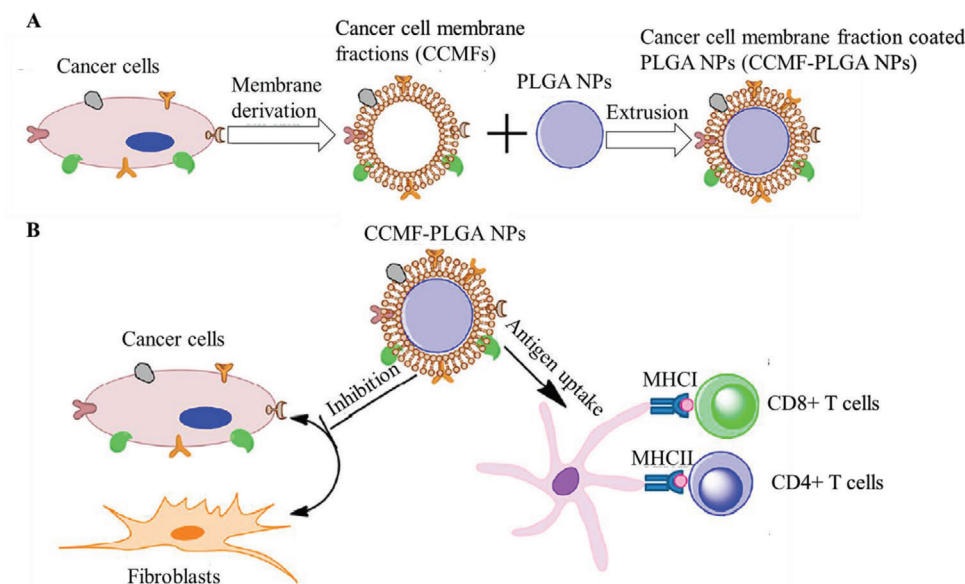 A
Cancer cells
Membrane
derivation
Cancer cell membrane
fractions (CCMFs)
PLGA NPs
Extrusion
Cancer cell membrane fraction coated
PLGA NPs (CCMF-PLGA NPs)
B
CCMF-PLGA NPs
Cancer cells
Inhibition
Antigen uptake
Fibroblasts
MHCI
CD8+ T cells
MHCII
CD4+ T cells